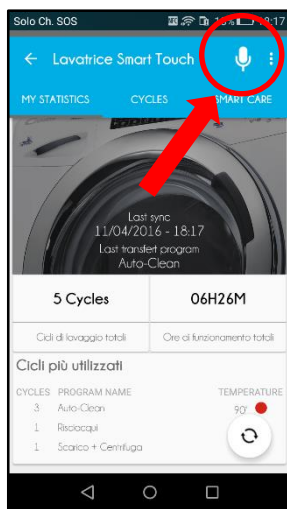 Solo Ch. SOS
18:17
Lavatrice Smart Touch
MY STATISTICS CYCLES SMART CARE
Last sync
11/04/2016 - 18:17
Last transfert program
Auto-Clean
5 Cycles 06H26M
Cicli di lavaggio totali Ore di funzionamento totali
Cicli più utilizzati
CYCLES PROGRAM NAME TEMPERATURE
3 Auto-Clean 90°
1 Risciacqui
1 Scarico + Centrifuga